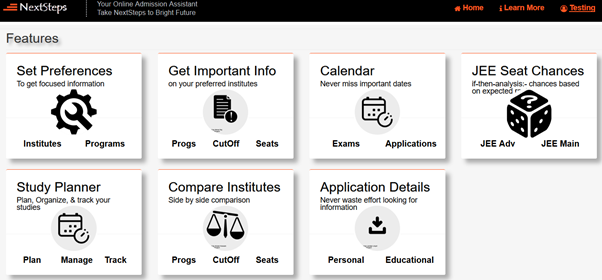 NextSteps
Your Online Admission Assistant
Take NextSteps to Bright Future
Home
Learn More
Testing
Features
Set Preferences
To get focused information
Institutes Programs
Get Important Info
on your preferred institutes
Progs CutOff Seats
Calendar
Never miss important dates
Exams Applications
JEE Seat Chances
if-then-analysis:- chances based
on expected
JEE Adv JEE Main
Study Planner
Plan, Organize, & track your
studies
Plan Manage Track
Compare Institutes
Side by side comparison
Progs CutOff Seats
Application Details
Never waste effort looking for
information
Personal Educational